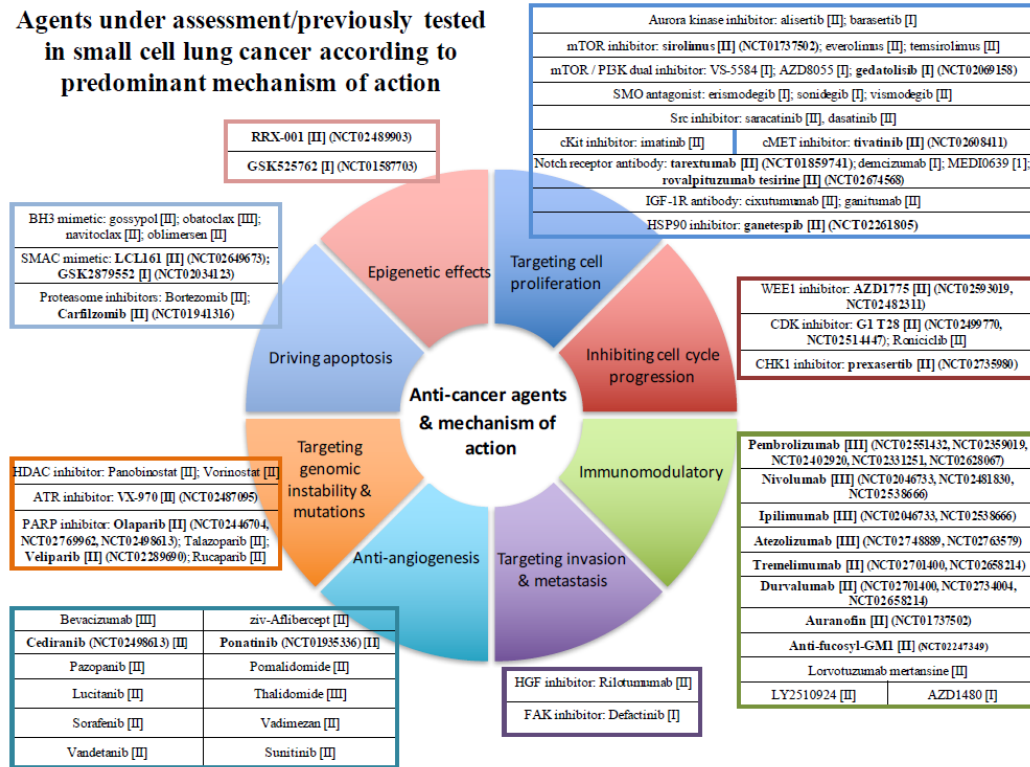 Agents under assessment/previously tested
in small cell lung cancer according to
predominant mechanism of action
Aurora kinase inhibitor: alisertib [II]; barasertib [I]
mTOR inhibitor: sirolimus [II] (NCT01737502); everolimus [II]; temsirolimus [II]
mTOR / PI3K dual inhibitor: VS-5584 [I]; AZD8055 [I]; gedatolisib [I] (NCT02069158)
SMO antagonist: erismodegib [I]; sonidegib [I]; vismodegib [II]
Src inhibitor: saracatinib [II], dasatinib [II]
cKit inhibitor: imatinib [II]
cMET inhibitor: tivatinib [II] (NCT02608411)
Notch receptor antibody: tarextumab [II] (NCT01859741); demcizumab [I]; MEDI0639 [1];
rovalpituzumab tesirine [II] (NCT02674568)
IGF-1R antibody: cixutumumab [II]; ganitumab [II]
HSP90 inhibitor: ganetespib [II] (NCT02261805)
RRX-001 [II] (NCT02489903)
GSK525762 [I] (NCT01587703)
BH3 mimetic: gossypol [II]; obatoclax [III];
navitoclax [II]; oblimersen [II]
SMAC mimetic: LCL161 [II] (NCT02649673);
GSK2879552 [I] (NCT02034123)
Proteasome inhibitors: Bortezomib [II];
Carfilzomib [II] (NCT01941316)
Epigenetic effects
Targeting cell
proliferation
Driving apoptosis
Inhibiting cell cycle
progression
Anti-cancer agents
& mechanism of
action
Targeting
genomic
instability &
mutations
Immunomodulatory
Anti-angiogenesis
Targeting invasion
& metastasis
WEE1 inhibitor: AZD1775 [II] (NCT02593019,
NCT02482311)
CDK inhibitor: G1 T28 [II] (NCT02499770,
NCT02514447); Roniciclib [II]
CHK1 inhibitor: prexasertib [II] (NCT02735980)
HDAC inhibitor: Panobinostat [II]; Vorinostat [II]
ATR inhibitor: VX-970 [II] (NCT02487095)
PARP inhibitor: Olaparib [II] (NCT02446704,
NCT02769962, NCT02498613); Talazoparib [II];
Veliparib [II] (NCT02289690); Rucaparib [II]
Pembrolizumab [III] (NCT02551432, NCT02359019,
NCT02402920, NCT02331251, NCT02628067)
Nivolumab [III] (NCT02046733, NCT02481830,
NCT02538666)
Ipilimumab [III] (NCT02046733, NCT02538666)
Atezolizumab [III] (NCT02748889, NCT02763579)
Tremelimumab [II] (NCT02701400, NCT02658214)
Durvalumab [II] (NCT02701400, NCT02734004,
NCT02658214)
Auranofin [II] (NCT01737502)
Anti-fucosyl-GM1 [II] (NCT02247349)
Lorvotuzumab mertansine [II]
LY2510924 [II]
AZD1480 [I]
Bevacizumab [III]
ziv-Aflibercept [II]
Cediranib (NCT02498613) [II]
Ponatinib (NCT01935336) [II]
Pazopanib [II]
Pomalidomide [II]
Lucitanib [II]
Thalidomide [III]
Sorafenib [II]
Vadimezan [II]
Vandetanib [II]
Sunitinib [II]
HGF inhibitor: Rilotumumab [II]
FAK inhibitor: Defactinib [I]